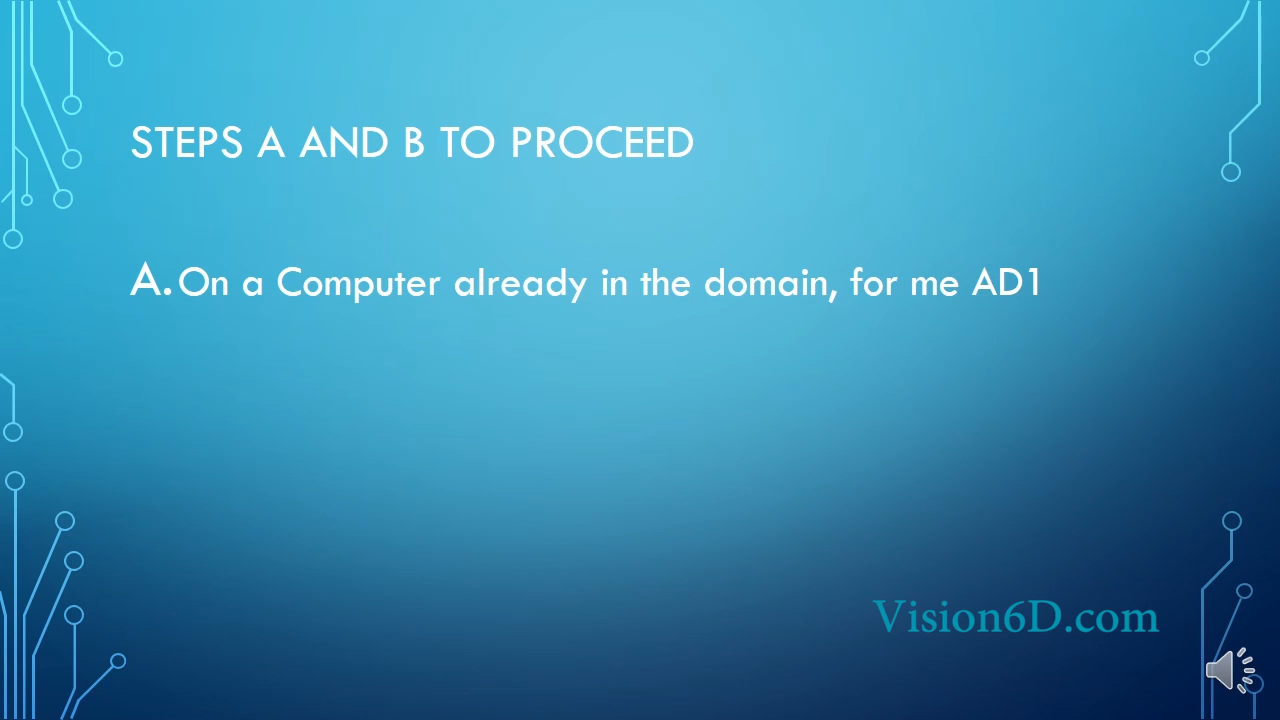 STEPS A AND B TO PROCEED
A. On a Computer already in the domain, for me AD1
Vision6D.com